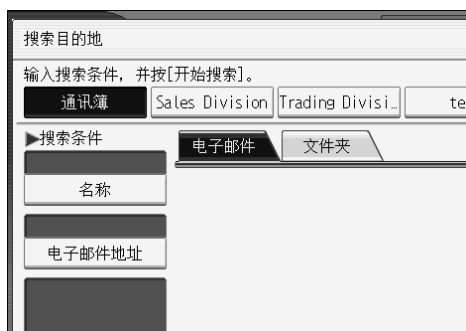 搜索目的地
输入搜索条件, 并按[开始搜索]。
通讯簿 Sales Division Trading Divisi… te
▶搜索条件 电子邮件 文件夹
名称
电子邮件地址